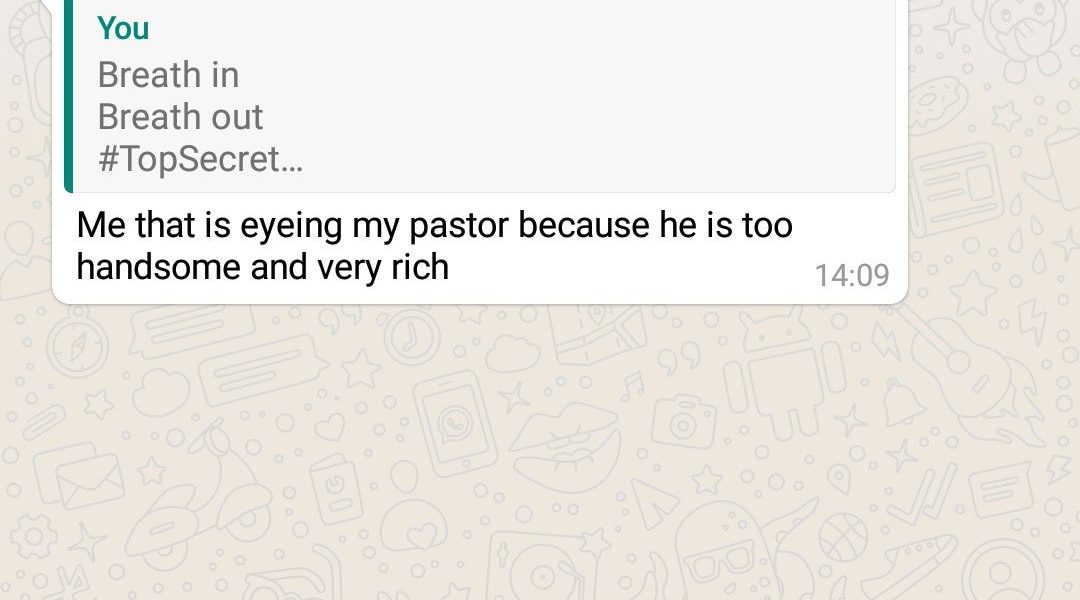 You
Breath in
Breath out
#TopSecret...
Me that is eyeing my pastor because he is too
handsome and very rich
14:09